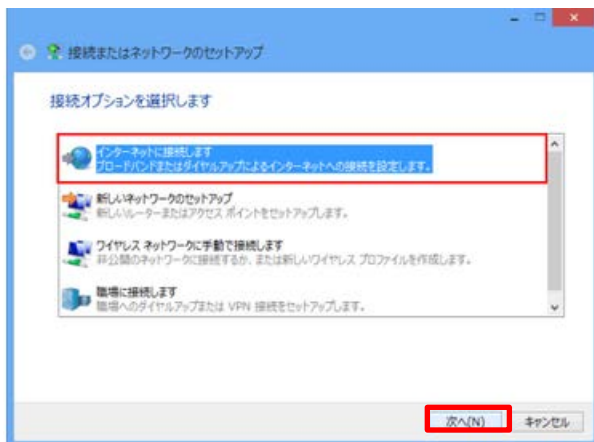 接続またはネットワークのセットアップ
接続オプションを選択します
インターネットに接続します
ブロードバンドまたはダイヤルアップによるインターネットへの接続を設定します。
新しいネットワークのセットアップ
新しいルーターまたはアクセス ポイントをセットアップします。
ワイヤレス ネットワークに手動で接続します
非公開のネットワークに接続するか、または新しいワイヤレス プロファイルを作成します。
職場に接続します
職場へのダイヤルアップまたは VPN 接続をセットアップします。
次へ(N) キャンセル